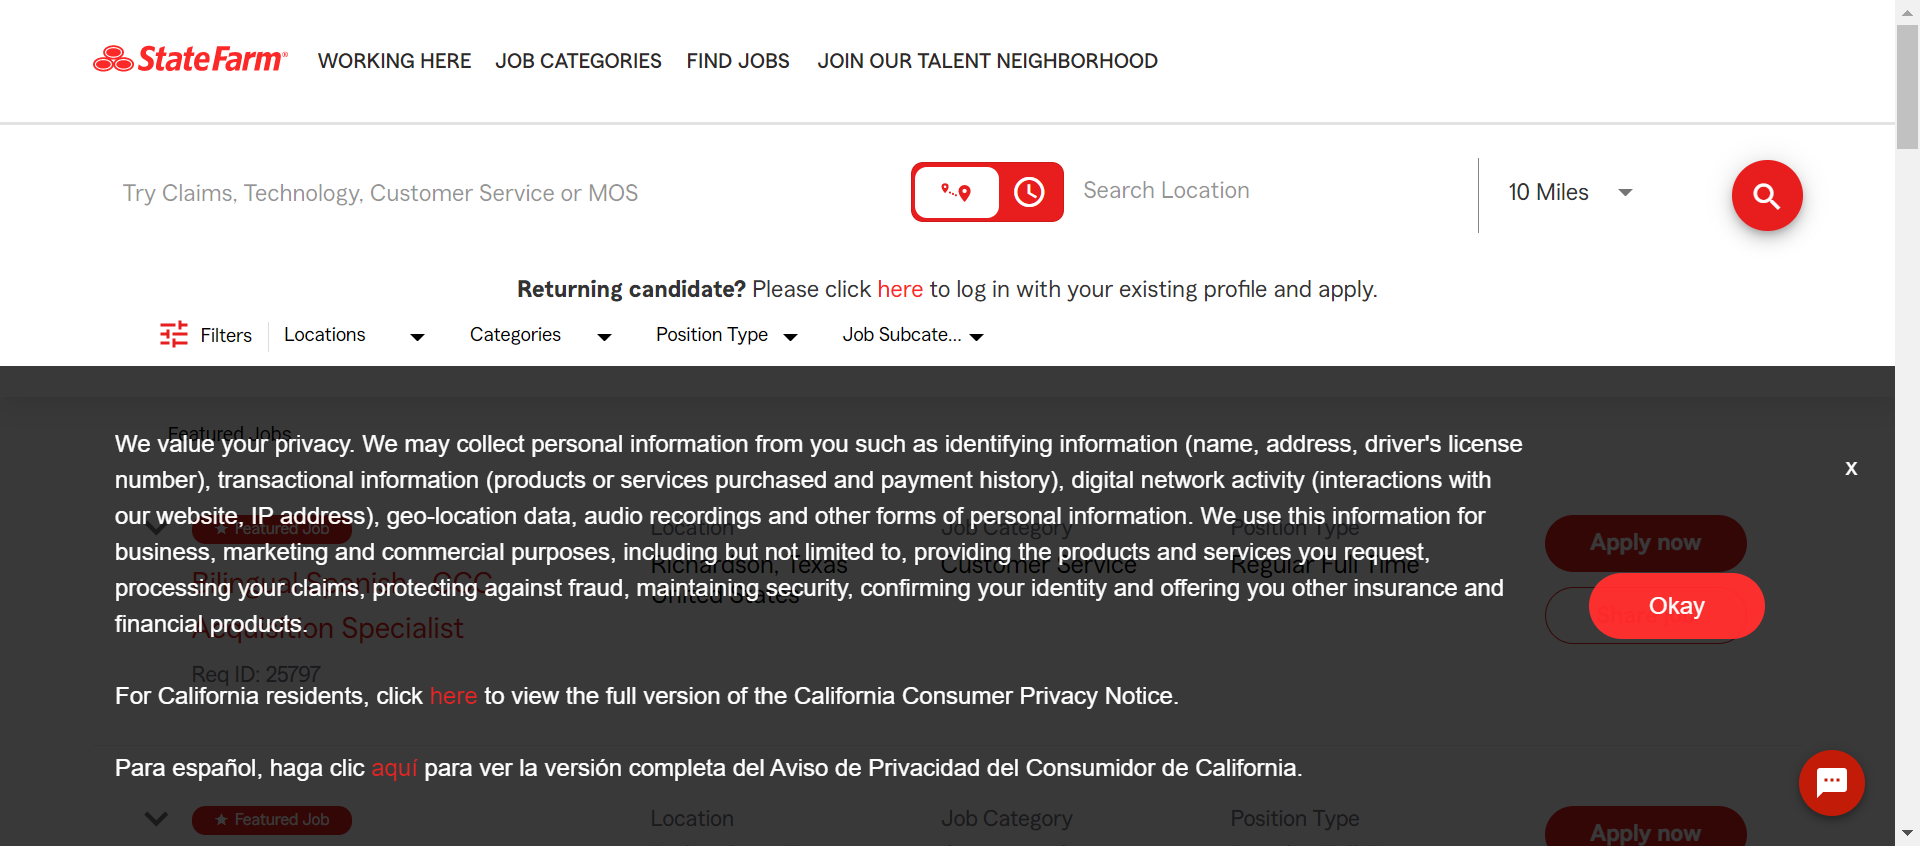 StateFarm®
WORKING HERE JOB CATEGORIES FIND JOBS JOIN OUR TALENT NEIGHBORHOOD
Try Claims, Technology, Customer Service or MOS
Search Location
10 Miles
Returning candidate? Please click here to log in with your existing profile and apply.
Filters Locations Categories Position Type Job Subcate...
Featured Jobs
We value your privacy. We may collect personal information from you such as identifying information (name, address, driver's license
number), transactional information (products or services purchased and payment history), digital network activity (interactions with
our website, IP address), geo-location data, audio recordings and other forms of personal information. We use this information for
business, marketing and commercial purposes, including but not limited to, providing the products and services you request,
processing your claims, protecting against fraud, maintaining security, confirming your identity and offering you other insurance and
financial products.
For California residents, click here to view the full version of the California Consumer Privacy Notice.
Para español, haga clic aquí para ver la versión completa del Aviso de Privacidad del Consumidor de California.
x
Okay
★ Featured Job
Bilingual Spanish - CCC
Acquisition Specialist
Req ID: 25797
Location
Richardson, Texas
United States
Job Category
Customer Service
Position Type
Regular Full Time
Apply now
Share
★ Featured Job
Location
Job Category
Position Type
Apply now